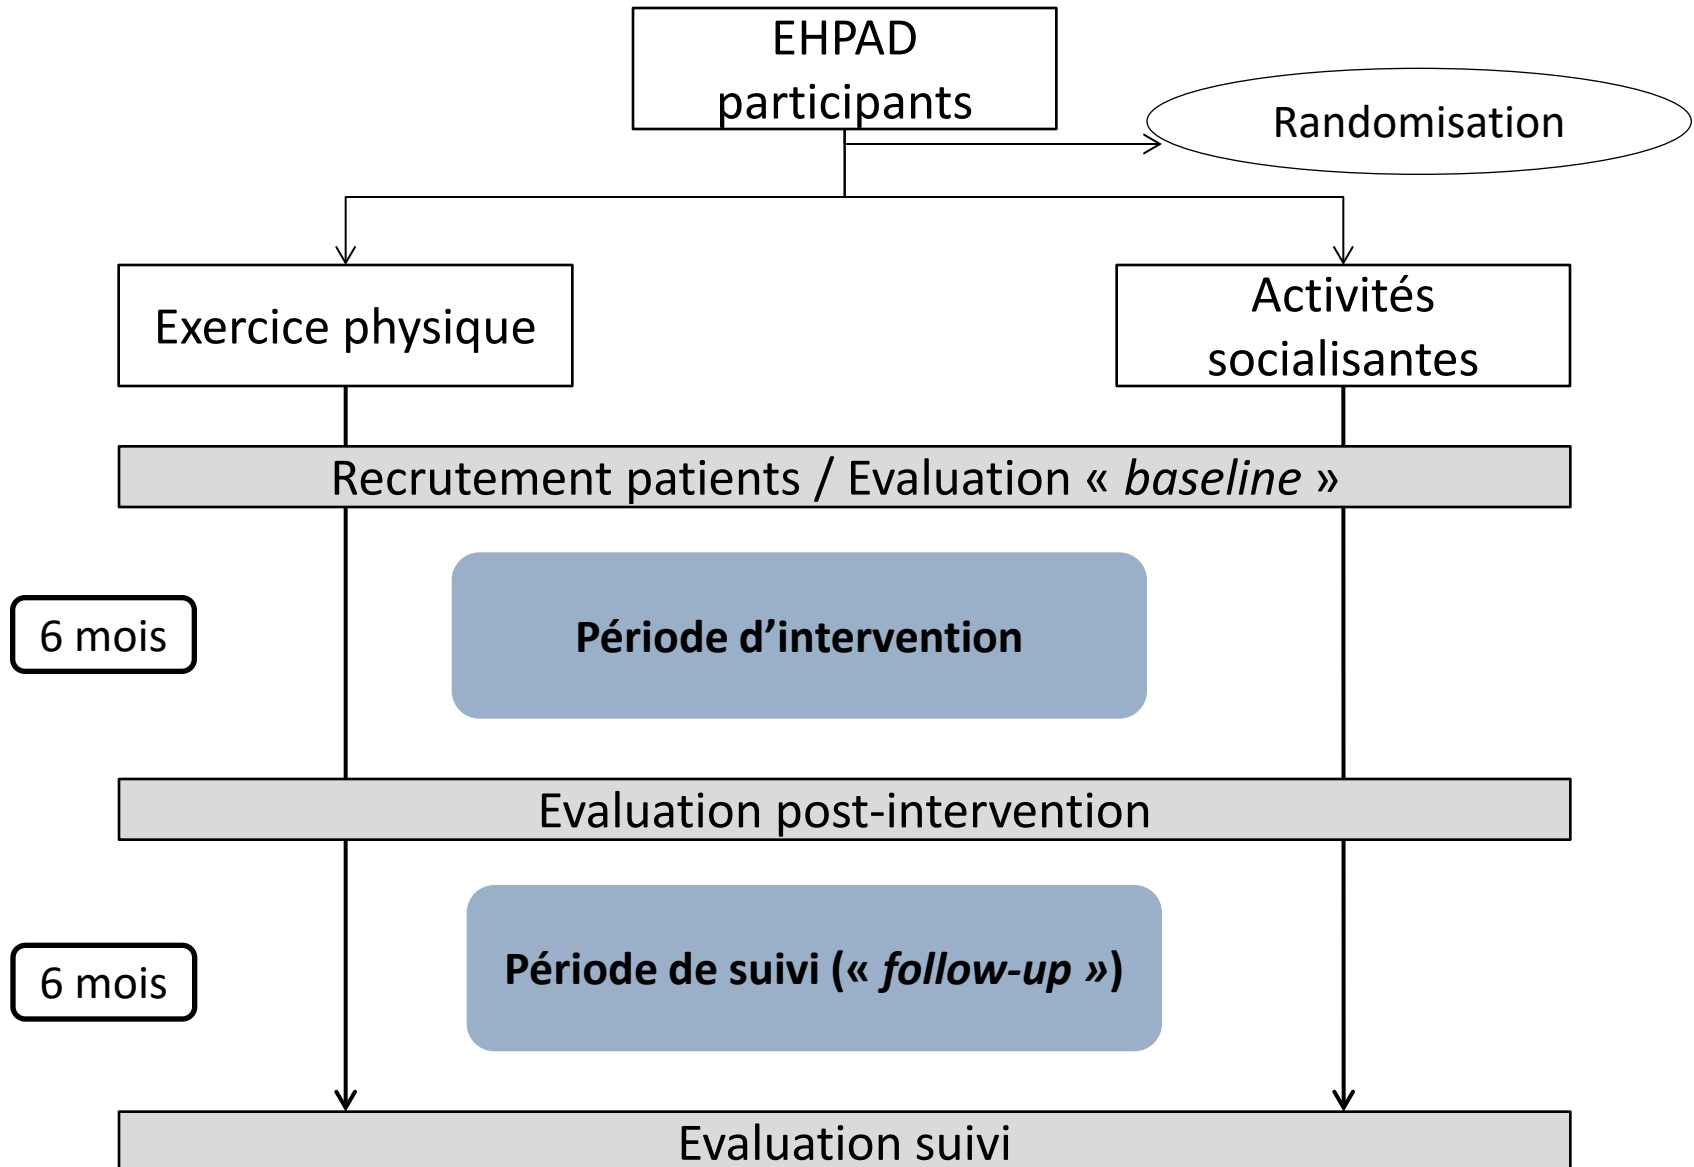 EHPAD
participants
Randomisation
Exercice physique
Activités
socialisantes
Recrutement patients / Evaluation « baseline »
6 mois
Période d’intervention
Evaluation post-intervention
6 mois
Période de suivi (« follow-up »)
Evaluation suivi